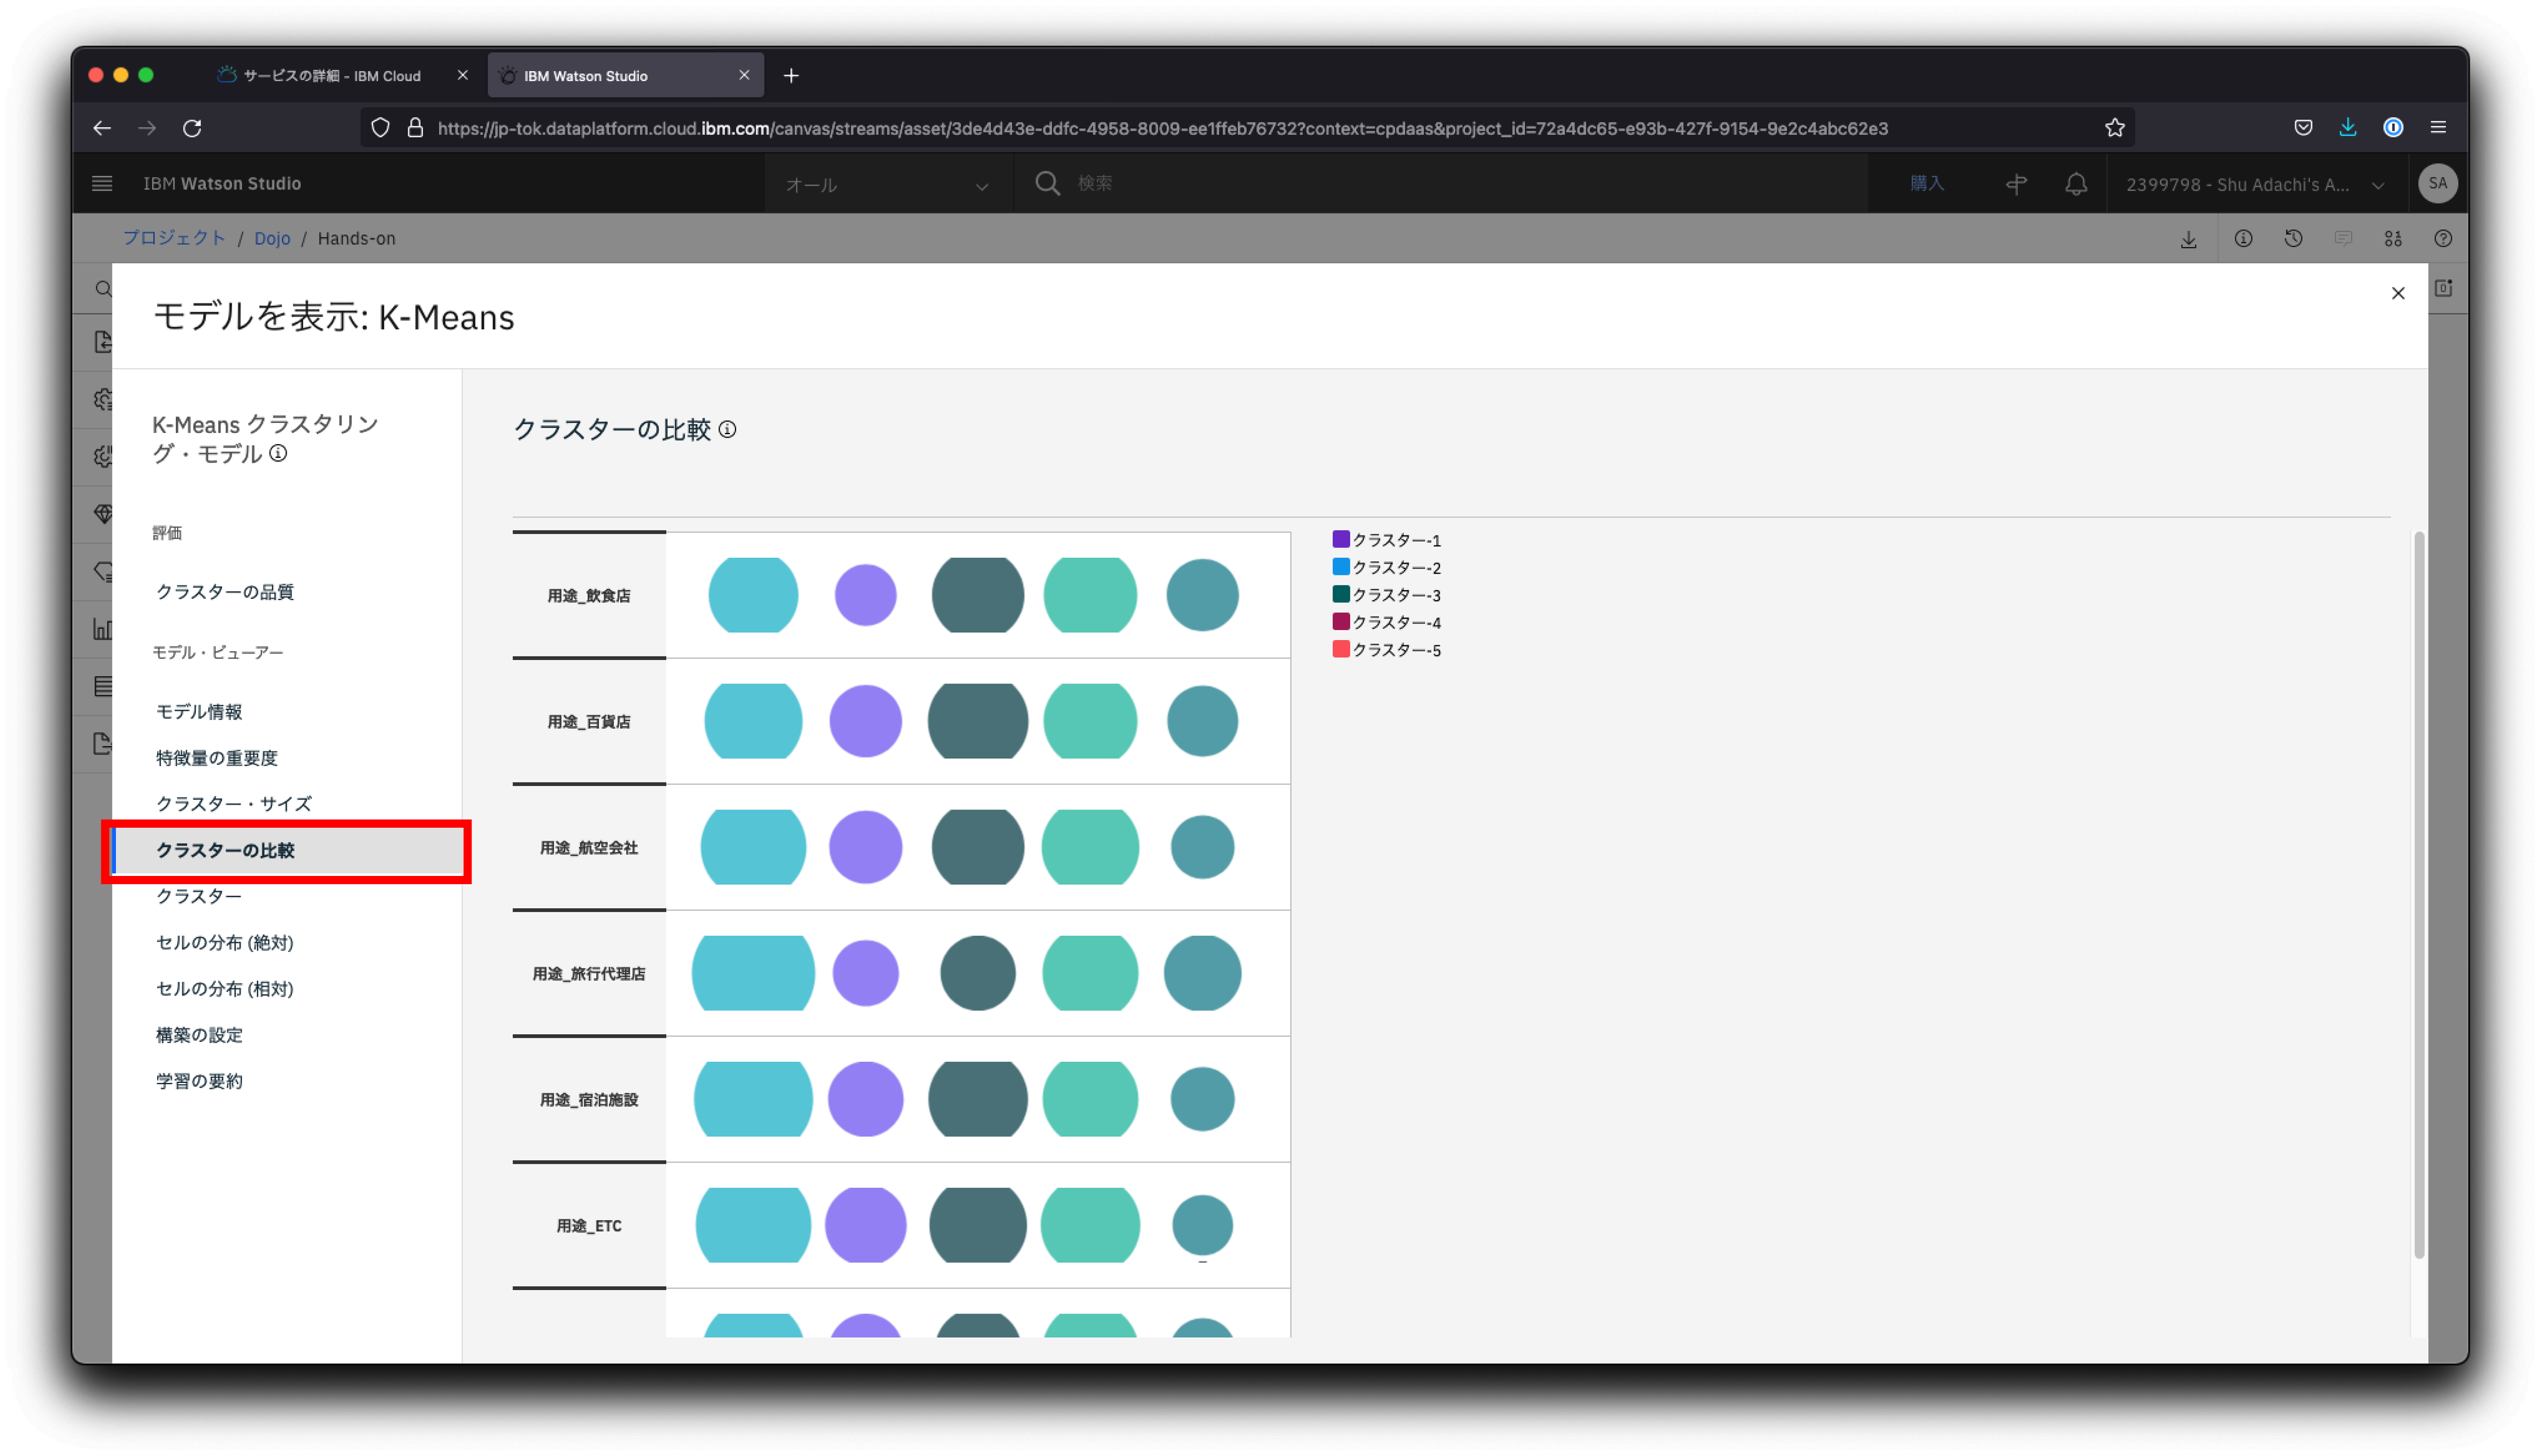 サービスの詳細 - IBM Cloud
IBM Watson Studio
https://jp-tok.dataplatform.cloud.ibm.com/canvas/streams/asset/3de4d43e-ddfc-4958-8009-ee1ffeb76732?context=cpdaas&project_id=72a4dc65-e93b-427f-9154-9e2c4abc62e3
IBM Watson Studio
オール
検索
購入
2399798 - Shu Adachi's A...
SA
プロジェクト / Dojo / Hands-on
モデルを表示: K-Means
K-Means クラスタリン
グ・モデル
評価
クラスターの品質
モデル・ビューアー
モデル情報
特徴量の重要度
クラスター・サイズ
クラスターの比較
クラスター
セルの分布 (絶対)
セルの分布 (相対)
構築の設定
学習の要約
クラスターの比較
用途_飲食店
用途_百貨店
用途_航空会社
用途_旅行代理店
用途_宿泊施設
用途_ETC
クラスター-1
クラスター-2
クラスター-3
クラスター-4
クラスター-5